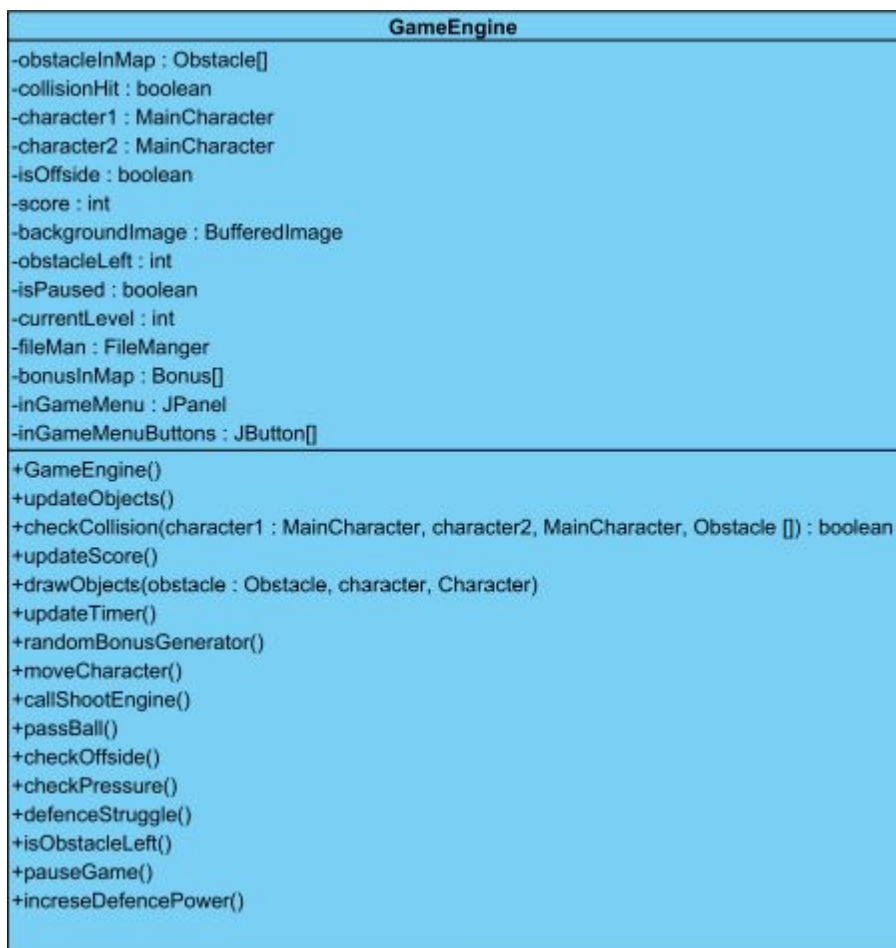 GameEngine
-obstacleInMap : Obstacle[]
-collisionHit : boolean
-character1 : MainCharacter
-character2 : MainCharacter
-isOffside : boolean
-score : int
-backgroundImage : BufferedImage
-obstacleLeft : int
-isPaused : boolean
-currentLevel : int
-fileMan : FileManger
-bonusInMap : Bonus[]
-inGameMenu : JPanel
-inGameMenuButtons : JButton[]
+GameEngine()
+updateObjects()
+checkCollision(character1 : MainCharacter, character2, MainCharacter, Obstacle []) : boolean
+updateScore()
+drawObjects(obstacle : Obstacle, character, Character)
+updateTimer()
+randomBonusGenerator()
+moveCharacter()
+callShootEngine()
+passBall()
+checkOffside()
+checkPressure()
+defenceStruggle()
+isObstacleLeft()
+pauseGame()
+increseDefencePower()